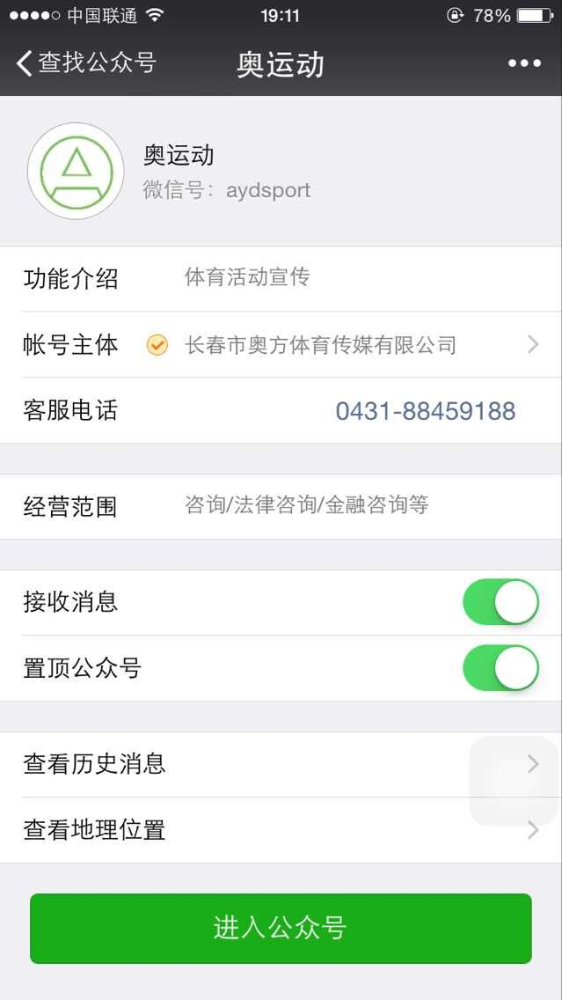 中国联通 19:11 78%
查找公众号 奥运动
奥运动
微信号：aydsport
功能介绍 体育活动宣传
帐号主体 长春市奥方体育传媒有限公司
客服电话 0431-88459188
经营范围 咨询/法律咨询/金融咨询等
接收消息
置顶公众号
查看历史消息
查看地理位置
进入公众号